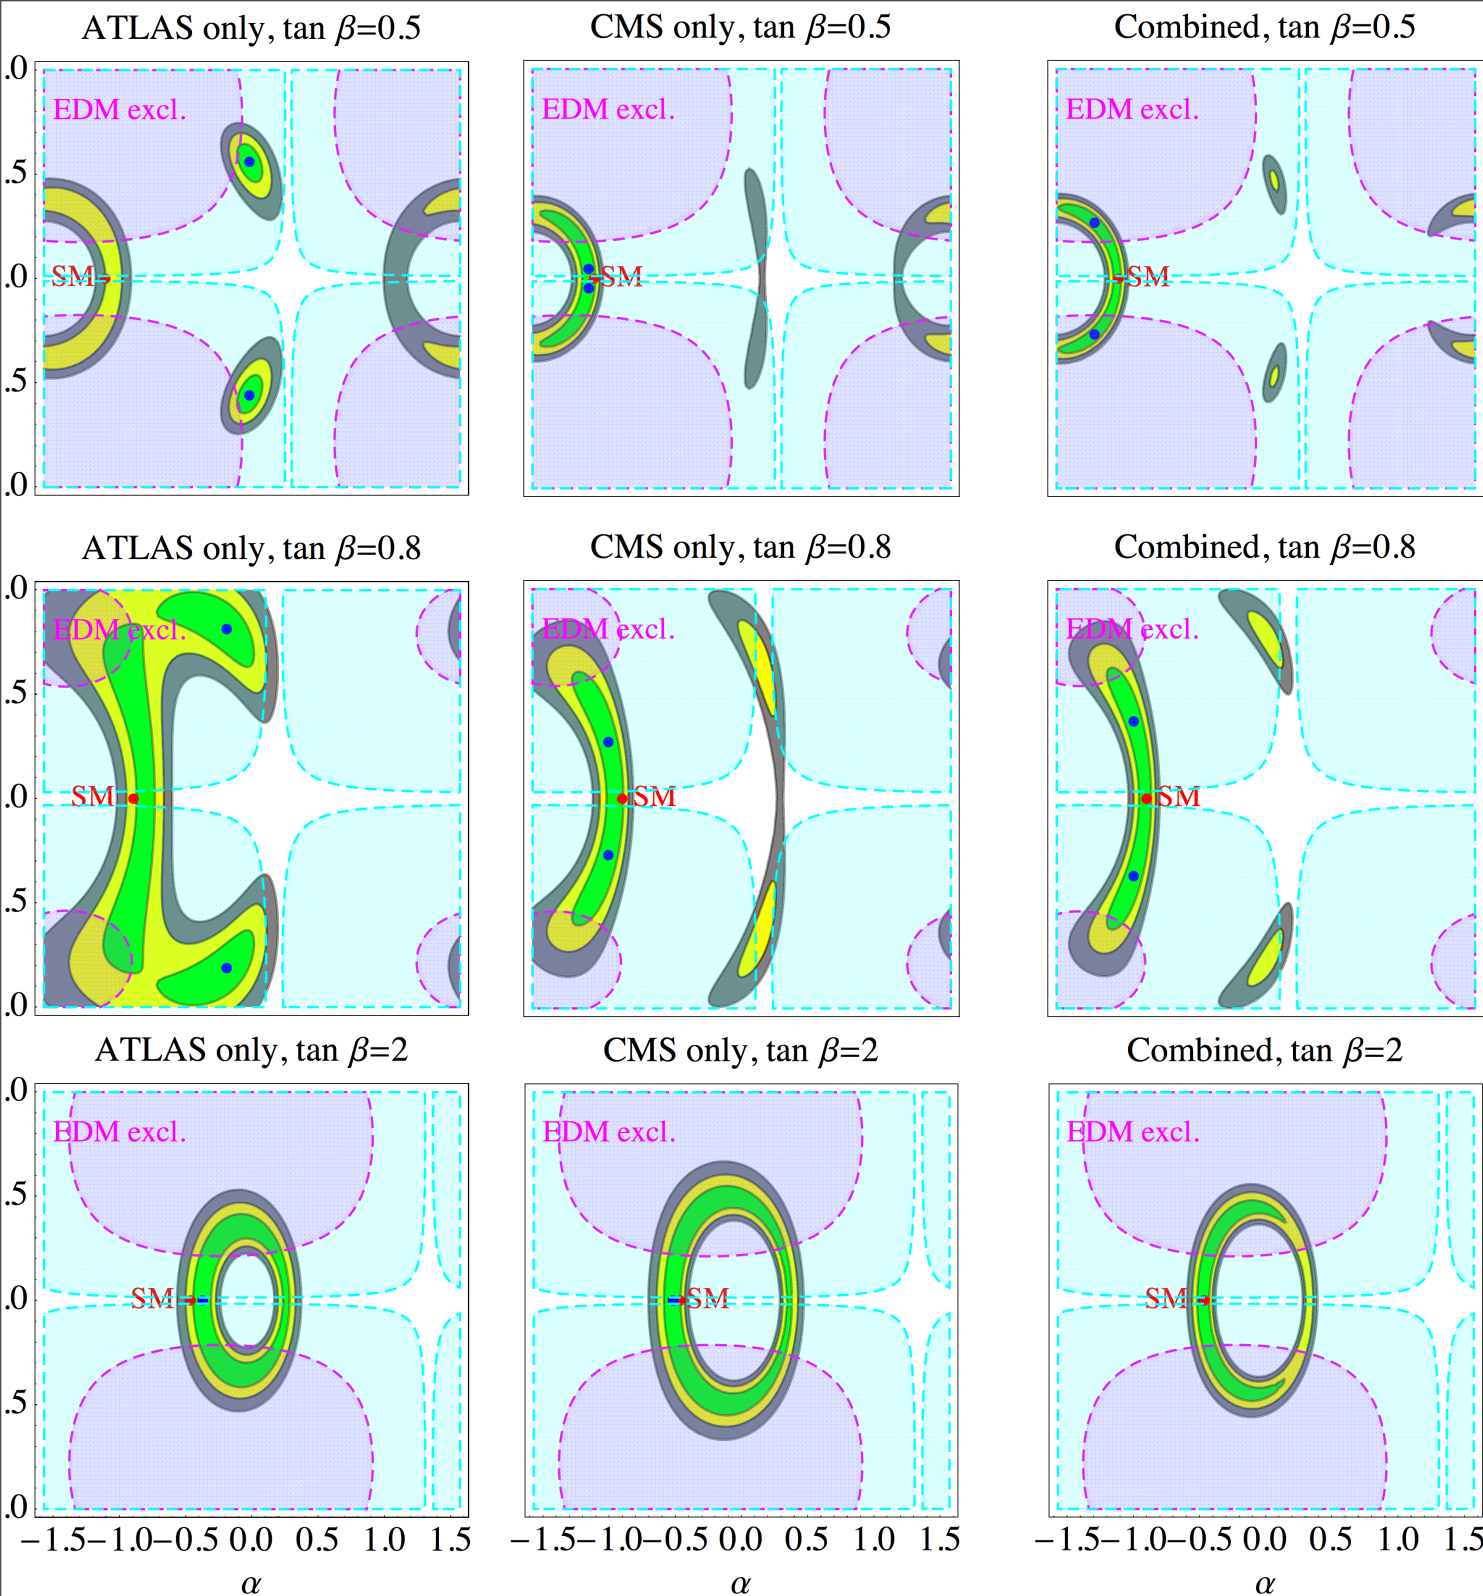 ATLAS only, tan β=0.5 CMS only, tan β=0.5 Combined, tan β=0.5
.0
EDM excl. EDM excl. EDM excl.
.5
SM SM SM
.0
.5
.0
ATLAS only, tan β=0.8 CMS only, tan β=0.8 Combined, tan β=0.8
.0
EDM excl. EDM excl. EDM excl.
.5
SM SM SM
.0
.5
.0
ATLAS only, tan β=2 CMS only, tan β=2 Combined, tan β=2
.0
EDM excl. EDM excl. EDM excl.
.5
SM SM SM
.0
.5
.0
−1.5 −1.0 −0.5 0.0 0.5 1.0 1.5 −1.5 −1.0 −0.5 0.0 0.5 1.0 1.5 −1.5 −1.0 −0.5 0.0 0.5 1.0 1.5
α α α